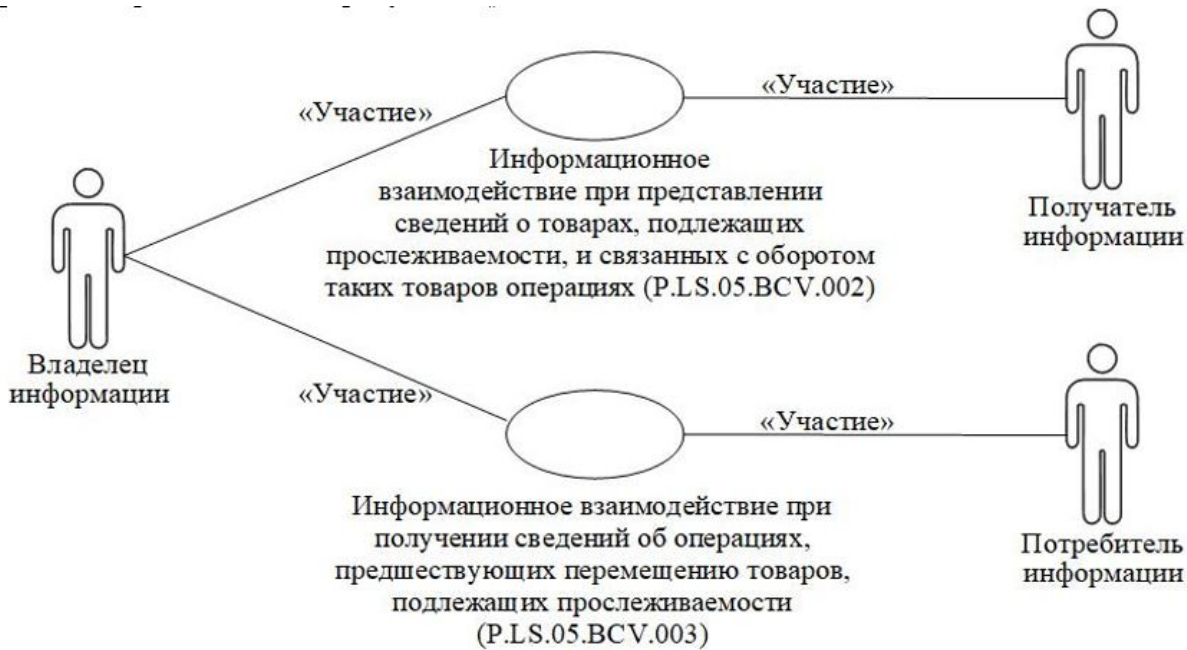 «Участие»
«Участие»
Информационное
взаимодействие при представлении
сведений о товарах, подлежащих
прослеживаемости, и связанных с оборотом
таких товаров операциях (P.LS.05.BCV.002)
Получатель
информации
Владелец
информации
«Участие»
«Участие»
Информационное взаимодействие при
получении сведений об операциях,
предшествующих перемещению товаров,
подлежащих прослеживаемости
(P.LS.05.BCV.003)
Потребитель
информации